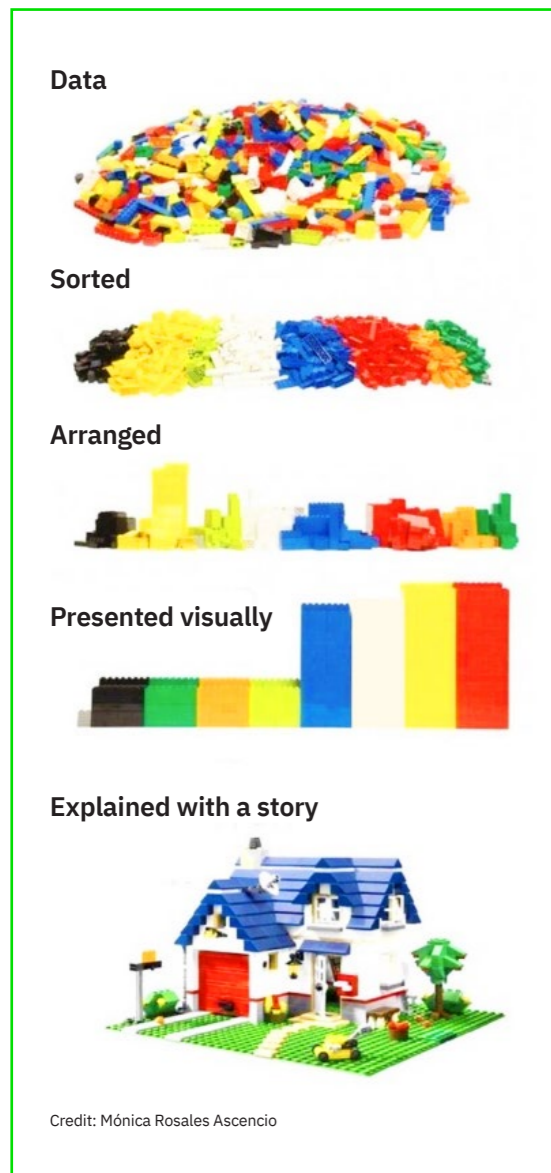 Data
Sorted
Arranged
Presented visually
Explained with a story
Credit: Mónica Rosales Ascencio